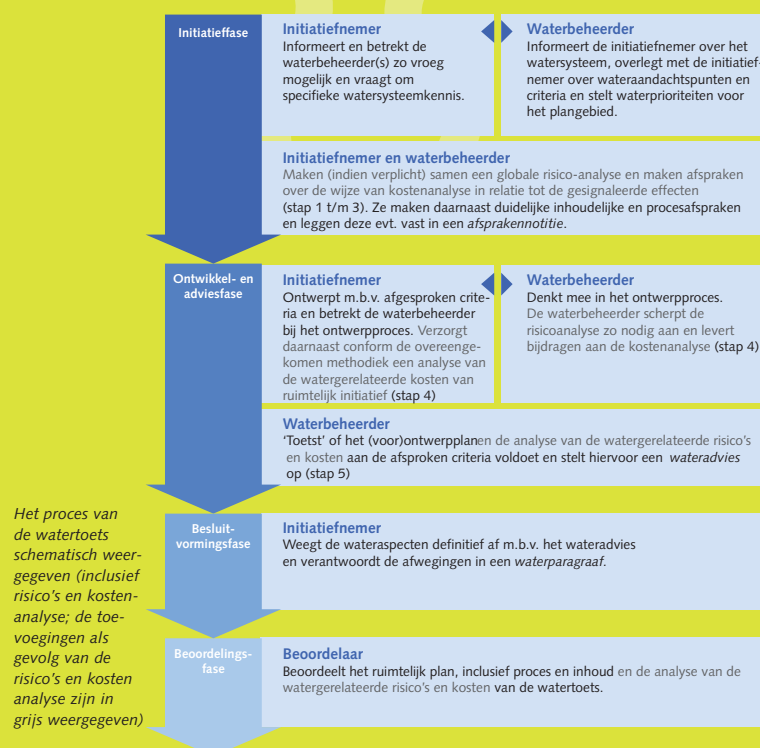 Initiatieffase
Initiatiefnemer
Informeert en betrekt de
waterbeheerder(s) zo vroeg
mogelijk en vraagt om
specifieke watersysteemkennis.
Waterbeheerder
Informeert de initiatiefnemer over het
watersysteem, overlegt met de initiatief-
nemer over wateraandachtspunten en
criteria en stelt waterprioriteiten voor
het plangebied.
Initiatiefnemer en waterbeheerder
Maken (indien verplicht) samen een globale risico-analyse en maken afspraken
over de wijze van kostenanalyse in relatie tot de gesignaleerde effecten
(stap 1 t/m 3). Ze maken daarnaast duidelijke inhoudelijke en procesafspraken
en leggen deze evt. vast in een afsprakennotitie.
Ontwikkel- en
adviesfase
Initiatiefnemer
Ontwerpt m.b.v. afgesproken crite-
ria en betrekt de waterbeheerder
bij het ontwerpproces. Verzorgt
daarnaast conform de overeenge-
komen methodiek een analyse van
de watergerelateerde kosten van
ruimtelijk initiatief (stap 4)
Waterbeheerder
Denkt mee in het ontwerpproces.
De waterbeheerder scherpt de
risicoanalyse zo nodig aan en levert
bijdragen aan de kostenanalyse (stap 4)
Waterbeheerder
‘Toetst’ of het (voor)ontwerpplanen de analyse van de watergerelateerde risico's
en kosten aan de afsproken criteria voldoet en stelt hiervoor een wateradvies
op (stap 5)
Besluit-
vormingsfase
Initiatiefnemer
Weegt de wateraspecten definitief af m.b.v. het wateradvies
en verantwoordt de afwegingen in een waterparagraaf.
Beoordelings-
fase
Beoordelaar
Beoordeelt het ruimtelijk plan, inclusief proces en inhoud en de analyse van de
watergerelateerde risico's en kosten van de watertoets.
Het proces van
de watertoets
schematisch weer-
gegeven (inclusief
risico's en kosten-
analyse; de toe-
voegingen als
gevolg van de
risico's en kosten
analyse zijn in
grijs weergegeven)